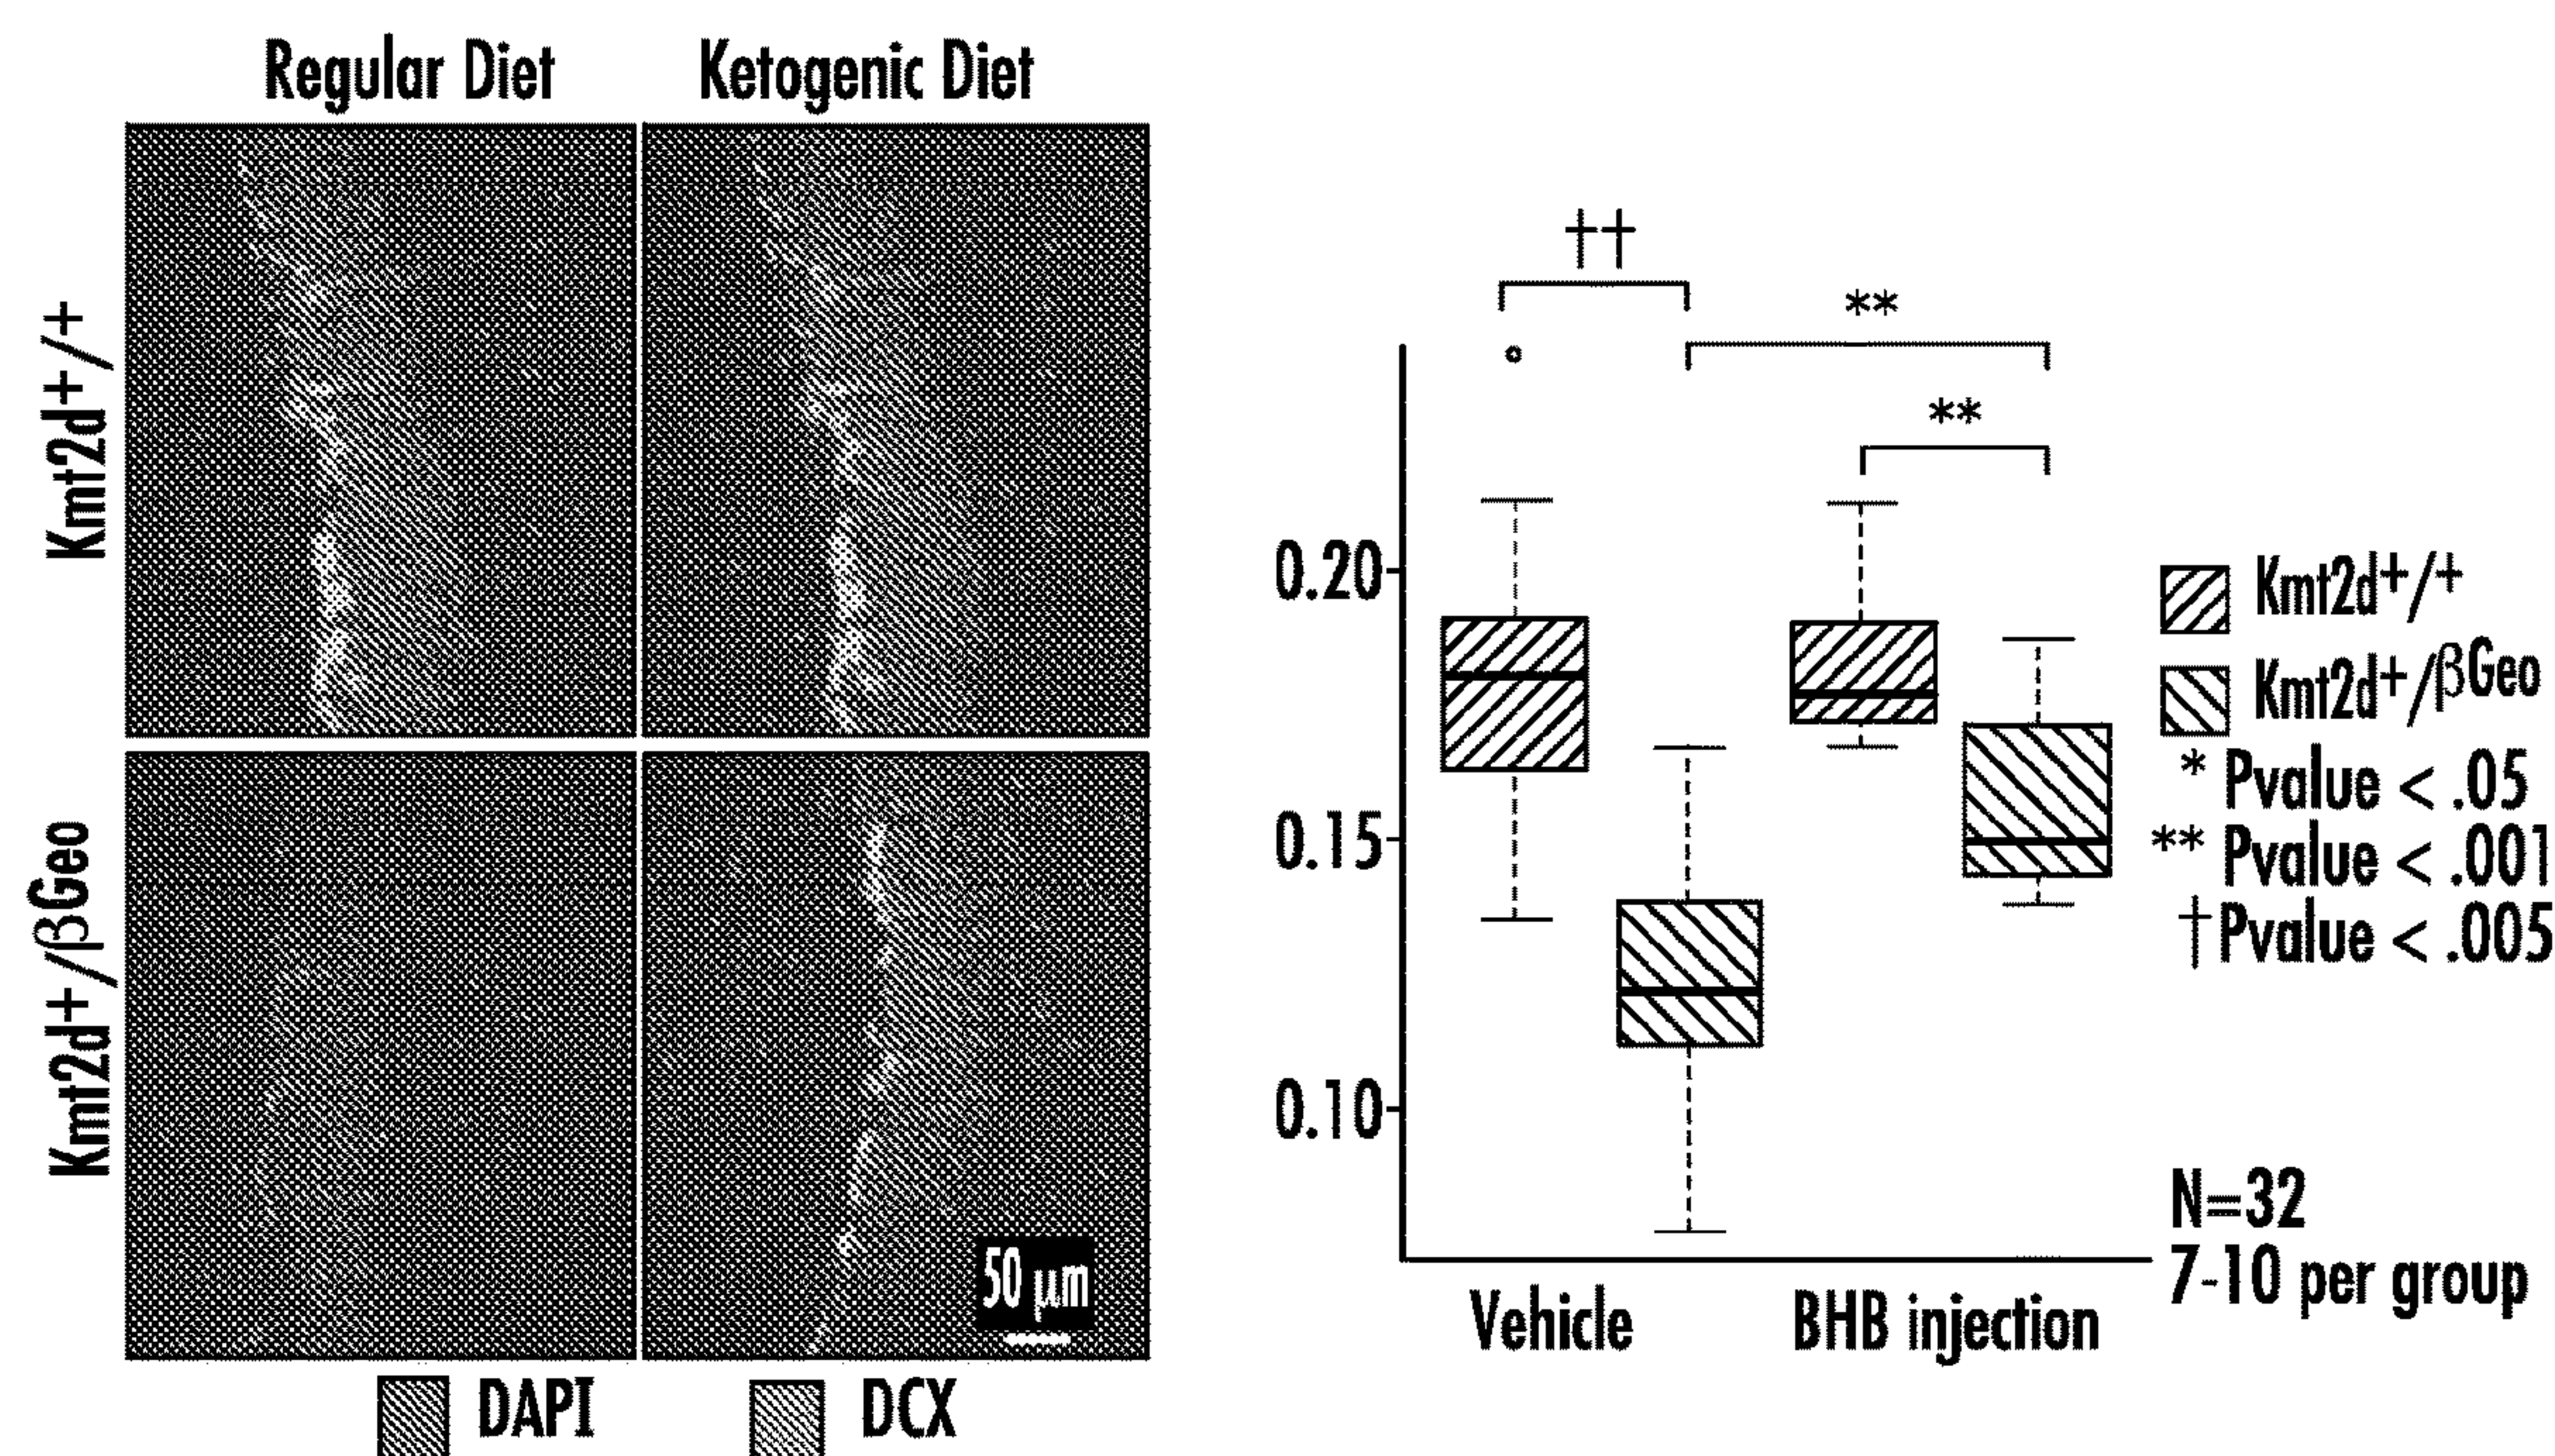 Regular Diet
Ketogenic Diet
Kmt2d+/+
Kmt2d+/βGeo
50 μm
DAPI
DCX
††
**
**
0.20
0.15
0.10
Vehicle
BHB injection
Kmt2d+/+
Kmt2d+/βGeo
* Pvalue < .05
** Pvalue < .001
† Pvalue < .005
N=32
7-10 per group